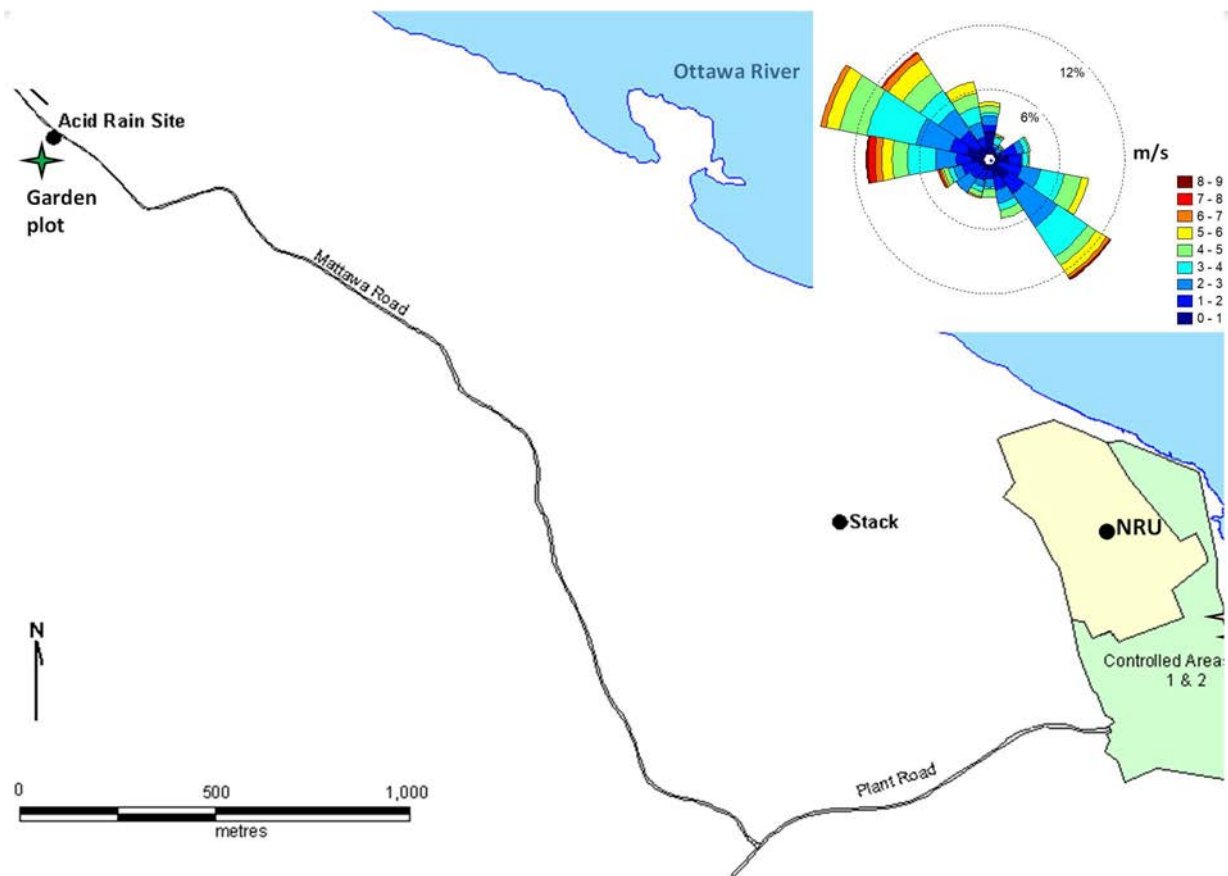 Ottawa River
12%
6%
m/s
8 - 9
7 - 8
6 - 7
5 - 6
4 - 5
3 - 4
2 - 3
1 - 2
0 - 1
Acid Rain Site
Garden
plot
Mattawa Road
Stack
NRU
N
Controlled Areas
1 & 2
Plant Road
0
500
1,000
metres